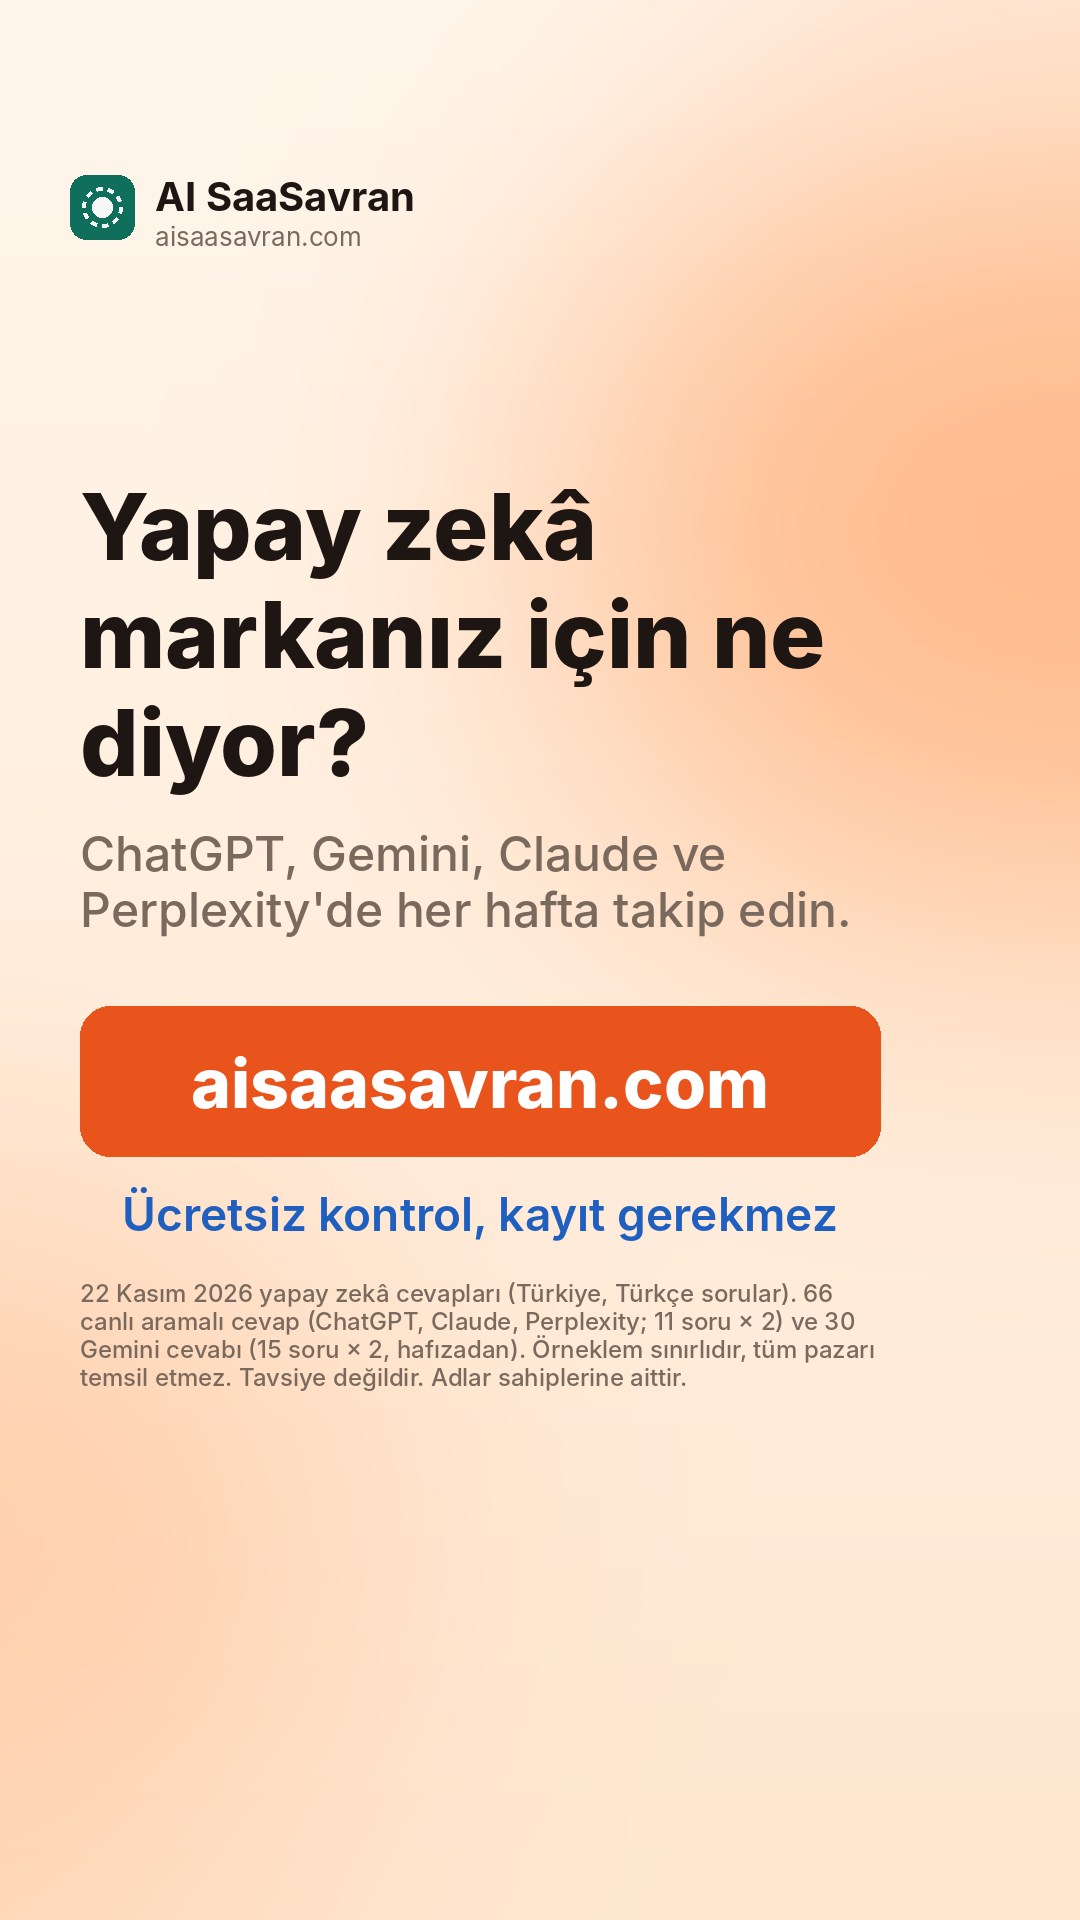 AI SaaSavran
aisaasavran.com
Yapay zekâ
markanız için ne
diyor?
ChatGPT, Gemini, Claude ve
Perplexity'de her hafta takip edin.
aisaasavran.com
Ücretsiz kontrol, kayıt gerekmez
22 Kasım 2026 yapay zekâ cevapları (Türkiye, Türkçe sorular). 66
canlı aramalı cevap (ChatGPT, Claude, Perplexity; 11 soru × 2) ve 30
Gemini cevabı (15 soru × 2, hafızadan). Örneklem sınırlıdır, tüm pazarı
temsil etmez. Tavsiye değildir. Adlar sahiplerine aittir.